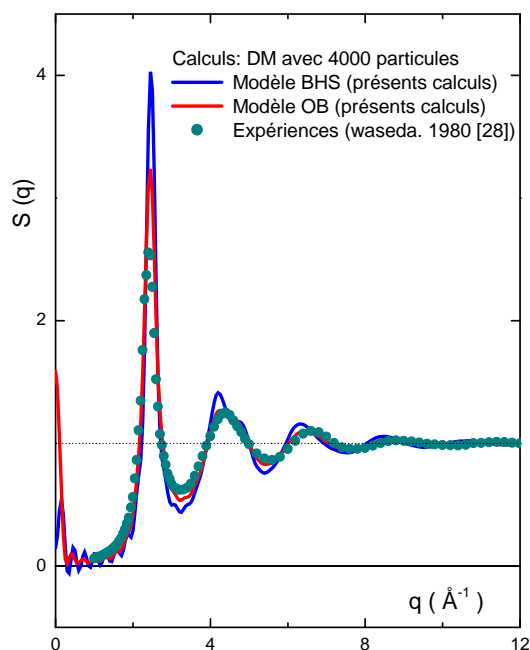 Calculs: DM avec 4000 particules
Modèle BHS (présents calculs)
Modèle OB (présents calculs)
Expériences (waseda. 1980 [28])
S (q)
4
2
0
0
4
8
12
q ( Å-1)